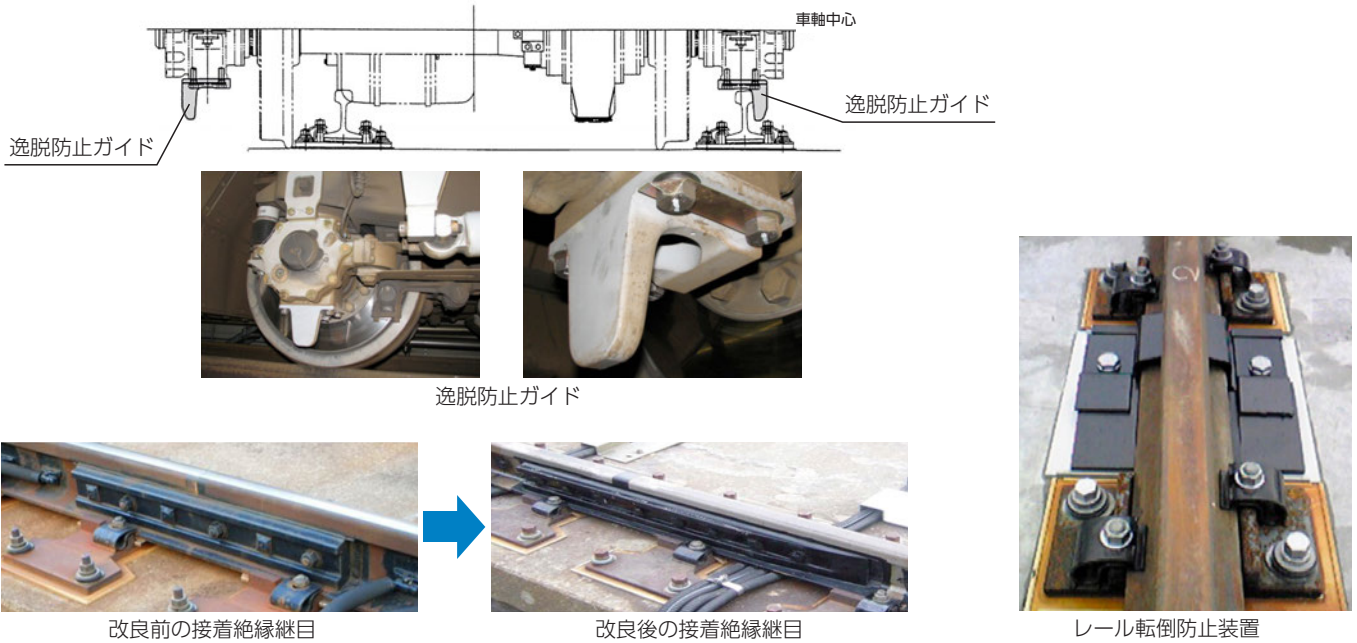 車軸中心
逸脱防止ガイド
逸脱防止ガイド
逸脱防止ガイド
改良前の接着絶縁継目
改良後の接着絶縁継目
レール転倒防止装置